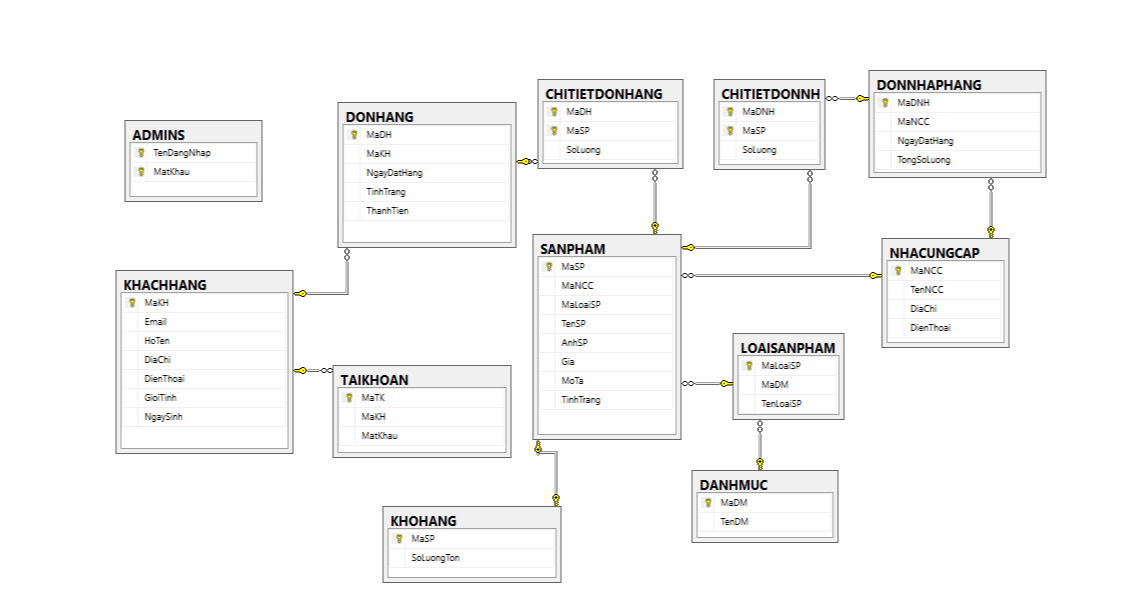 ADMINS
TenDangNhap
MatKhau
DONHANG
MaDH
MaKH
NgayDatHang
TinhTrang
ThanhTien
CHITIETDONHANG
MaDH
MaSP
SoLuong
CHITIETDONNH
MaDNH
MaSP
SoLuong
DONNHAPHANG
MaDNH
MaNCC
NgayDatHang
TongSoLuong
KHACHHANG
MaKH
Email
HoTen
DiaChi
DienThoai
GioiTinh
NgaySinh
TAIKHOAN
MaTK
MaKH
MatKhau
SANPHAM
MaSP
MaNCC
MaLoaiSP
TenSP
AnhSP
Gia
MoTa
TinhTrang
NHACUNGCAP
MaNCC
TenNCC
DiaChi
DienThoai
LOAISANPHAM
MaLoaiSP
MaDM
TenLoaiSP
DANHMUC
MaDM
TenDM
KHOHANG
MaSP
SoLuongTon